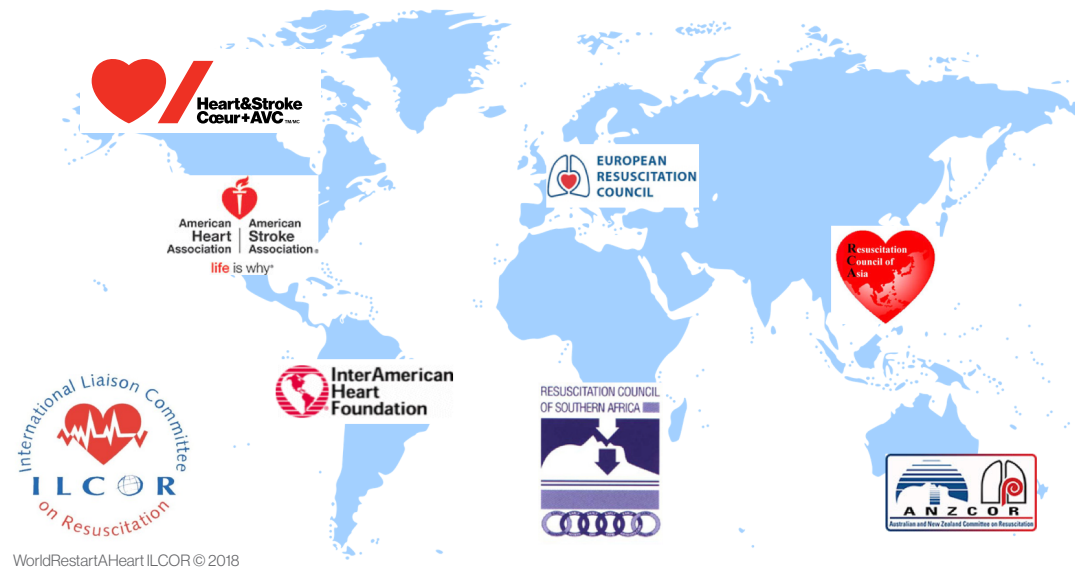 Heart&Stroke
Cœur+AVC TM/MC
American
Heart
Association
American
Stroke
Association®
life is why®
EUROPEAN
RESUSCITATION
COUNCIL
Resuscitation
Council of
Asia
InterAmerican
Heart
Foundation
RESUSCITATION COUNCIL
OF SOUTHERN AFRICA
International Liaison Committee
ILCOR
on Resuscitation
ANZCOR
Australian and New Zealand Committee on Resuscitation
WorldRestartAHeart ILCOR © 2018